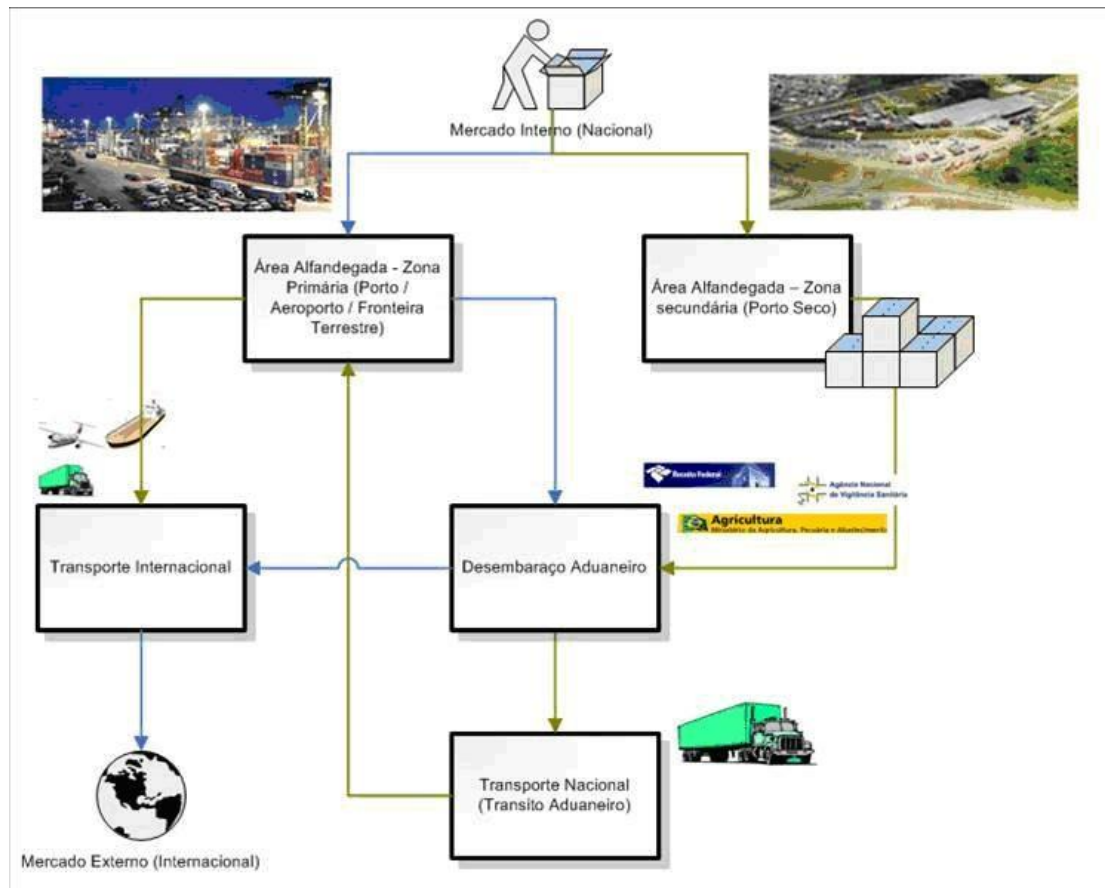 Mercado Interno (Nacional)
Área Alfandegada - Zona
Primária (Porto /
Aeroporto / Fronteira
Terrestre)
Área Alfandegada – Zona
secundária (Porto Seco)
Receita Federal
Agência Nacional
de Vigilância Sanitária
Agricultura
Ministério da Agricultura, Pecuária e Abastecimento
Transporte Internacional
Desembaraço Aduaneiro
Transporte Nacional
(Transito Aduaneiro)
Mercado Externo (Internacional)